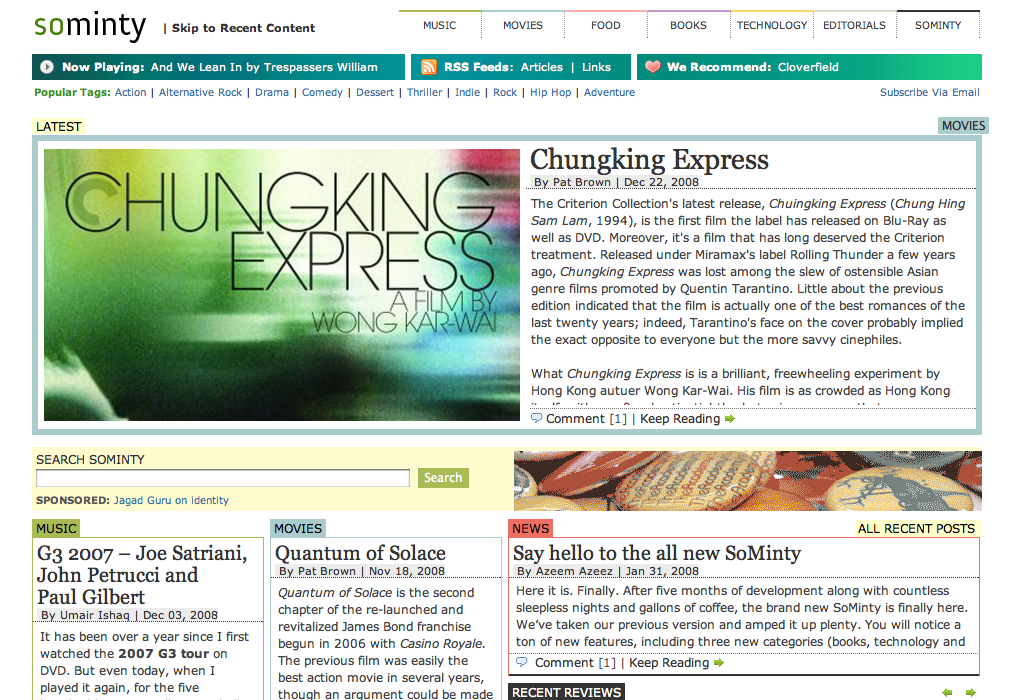 sominty | Skip to Recent Content
MUSIC MOVIES FOOD BOOKS TECHNOLOGY EDITORIALS SOMINTY
Now Playing: And We Lean In by Trespassers William
RSS Feeds: Articles | Links
We Recommend: Cloverfield
Popular Tags: Action | Alternative Rock | Drama | Comedy | Dessert | Thriller | Indie | Rock | Hip Hop | Adventure
Subscribe Via Email
LATEST
MOVIES
CHUNGKING
EXPRESS
A FILM BY
WONG KAR-WAI
Chungking Express
By Pat Brown | Dec 22, 2008
The Criterion Collection's latest release, Chuingking Express (Chung Hing
Sam Lam, 1994), is the first film the label has released on Blu-Ray as
well as DVD. Moreover, it's a film that has long deserved the Criterion
treatment. Released under Miramax's label Rolling Thunder a few years
ago, Chungking Express was lost among the slew of ostensible Asian
genre films promoted by Quentin Tarantino. Little about the previous
edition indicated that the film is actually one of the best romances of the
last twenty years; indeed, Tarantino's face on the cover probably implied
the exact opposite to everyone but the more savvy cinephiles.
What Chungking Express is is a brilliant, freewheeling experiment by
Hong Kong autuer Wong Kar-Wai. His film is as crowded as Hong Kong
Comment [1] | Keep Reading
SEARCH SOMINTY
Search
SPONSORED: Jagad Guru on identity
MUSIC
G3 2007 – Joe Satriani,
John Petrucci and
Paul Gilbert
By Umair Ishaq | Dec 03, 2008
It has been over a year since I first
watched the 2007 G3 tour on
DVD. But even today, when I
played it again, for the five
MOVIES
Quantum of Solace
By Pat Brown | Nov 18, 2008
Quantum of Solace is the second
chapter of the re-launched and
revitalized James Bond franchise
begun in 2006 with Casino Royale.
The previous film was easily the
best action movie in several years,
though an argument could be made
NEWS
ALL RECENT POSTS
Say hello to the all new SoMinty
By Azeem Azeez | Jan 31, 2008
Here it is. Finally. After five months of development along with countless
sleepless nights and gallons of coffee, the brand new SoMinty is finally here.
We've taken our previous version and amped it up plenty. You will notice a
ton of new features, including three new categories (books, technology and
Comment [1] | Keep Reading
RECENT REVIEWS